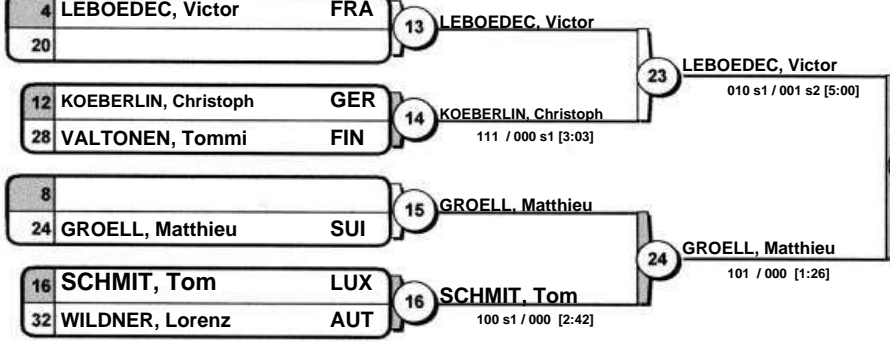 4 LEBOEDEC, Victor FRA
20
13
LEBOEDEC, Victor
12 KOEBERLIN, Christoph GER
28 VALTONEN, Tommi FIN
14
KOEBERLIN, Christoph
111 / 000 s1 [3:03]
23
LEBOEDEC, Victor
010 s1 / 001 s2 [5:00]
8
24 GROELL, Matthieu SUI
15
GROELL, Matthieu
16 SCHMIT, Tom LUX
32 WILDNER, Lorenz AUT
16
SCHMIT, Tom
100 s1 / 000 [2:42]
24
GROELL, Matthieu
101 / 000 [1:26]